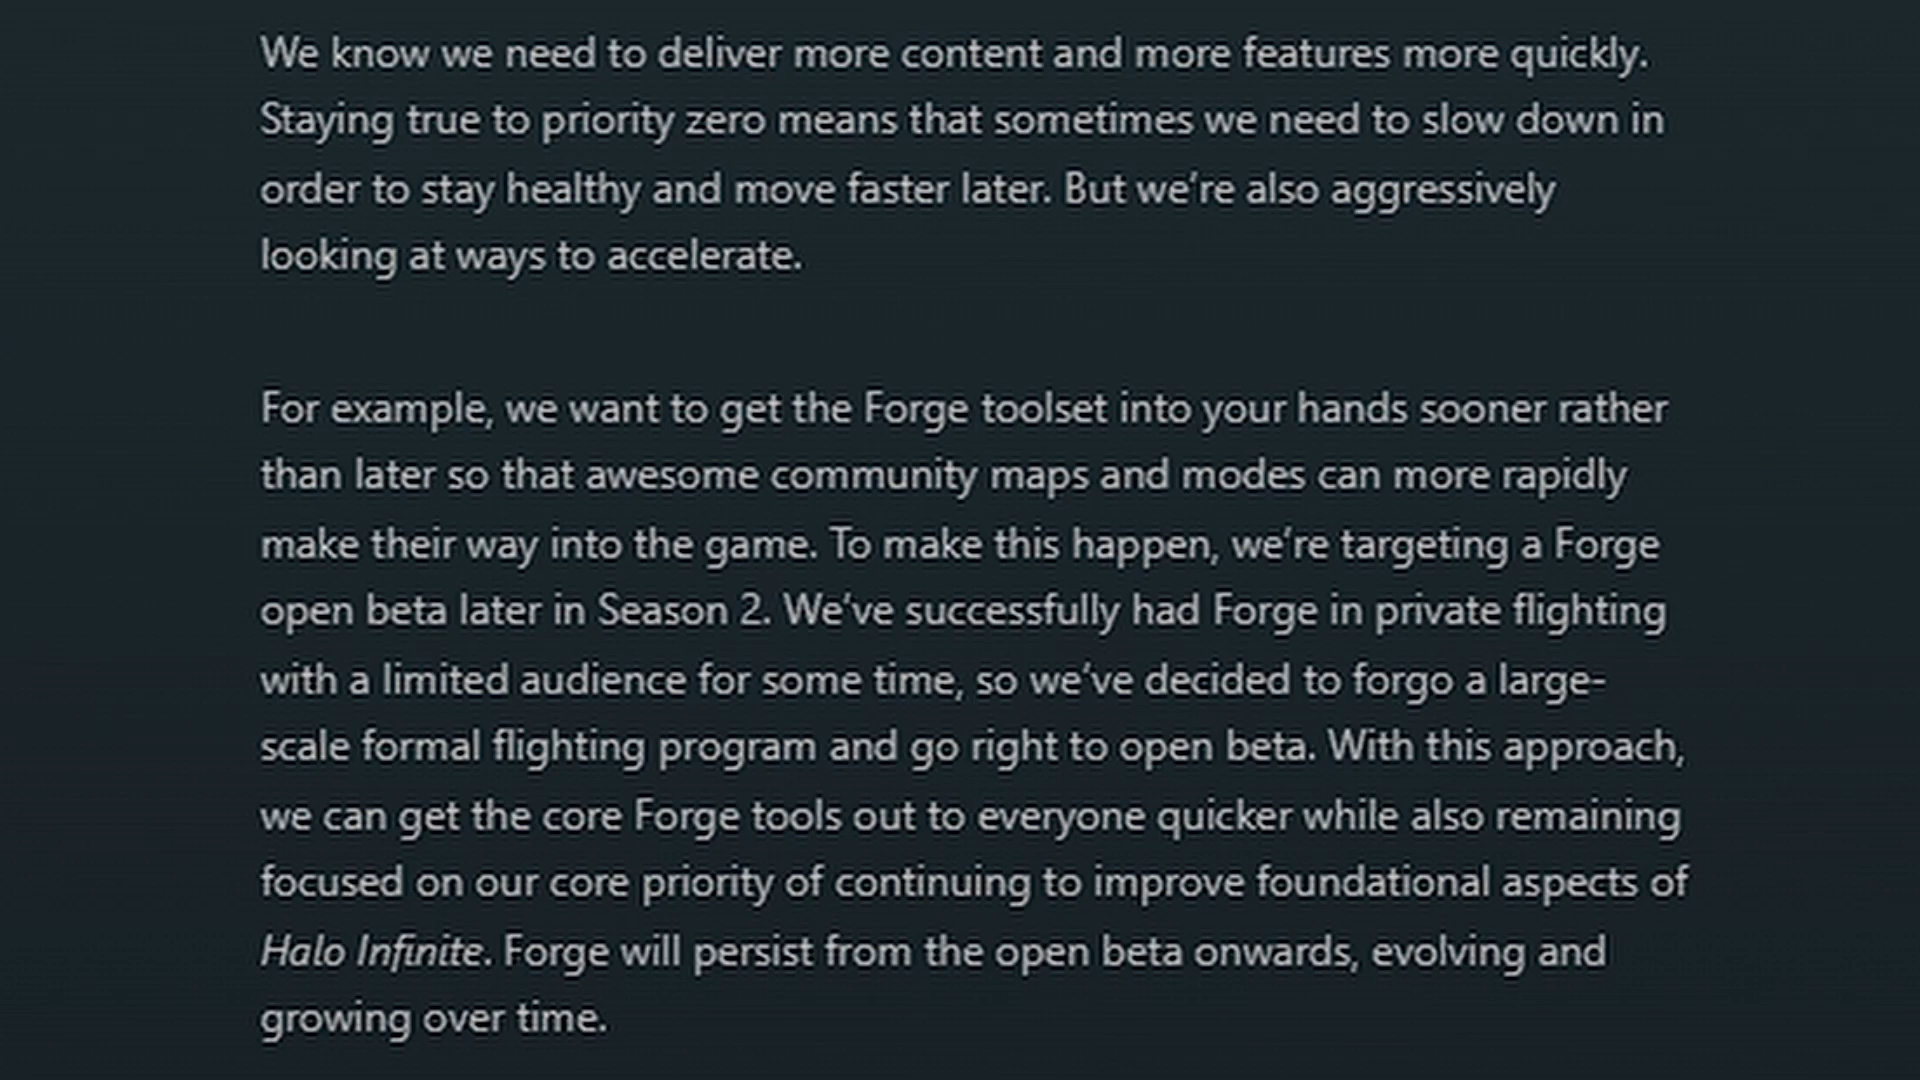 We know we need to deliver more content and more features more quickly.
Staying true to priority zero means that sometimes we need to slow down in
order to stay healthy and move faster later. But we’re also aggressively
looking at ways to accelerate.
For example, we want to get the Forge toolset into your hands sooner rather
than later so that awesome community maps and modes can more rapidly
make their way into the game. To make this happen, we’re targeting a Forge
open beta later in Season 2. We’ve successfully had Forge in private flighting
with a limited audience for some time, so we’ve decided to forgo a large-
scale formal flighting program and go right to open beta. With this approach,
we can get the core Forge tools out to everyone quicker while also remaining
focused on our core priority of continuing to improve foundational aspects of
Halo Infinite. Forge will persist from the open beta onwards, evolving and
growing over time.